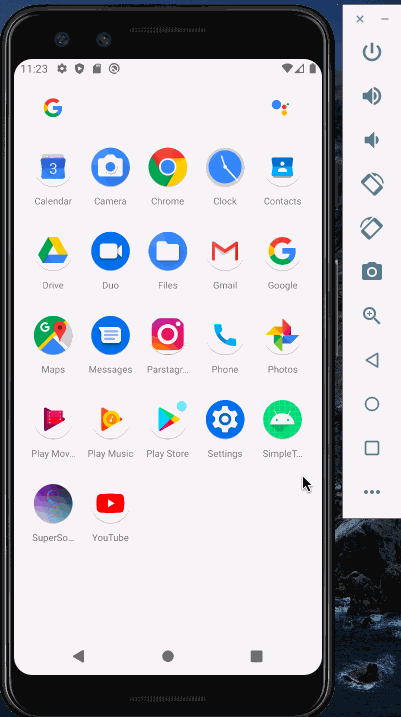 11:23
Calendar Camera Chrome Clock Contacts
Drive Duo Files Gmail Google
Maps Messages Parstagr... Phone Photos
Play Mov... Play Music Play Store Settings SimpleT...
SuperSo... YouTube